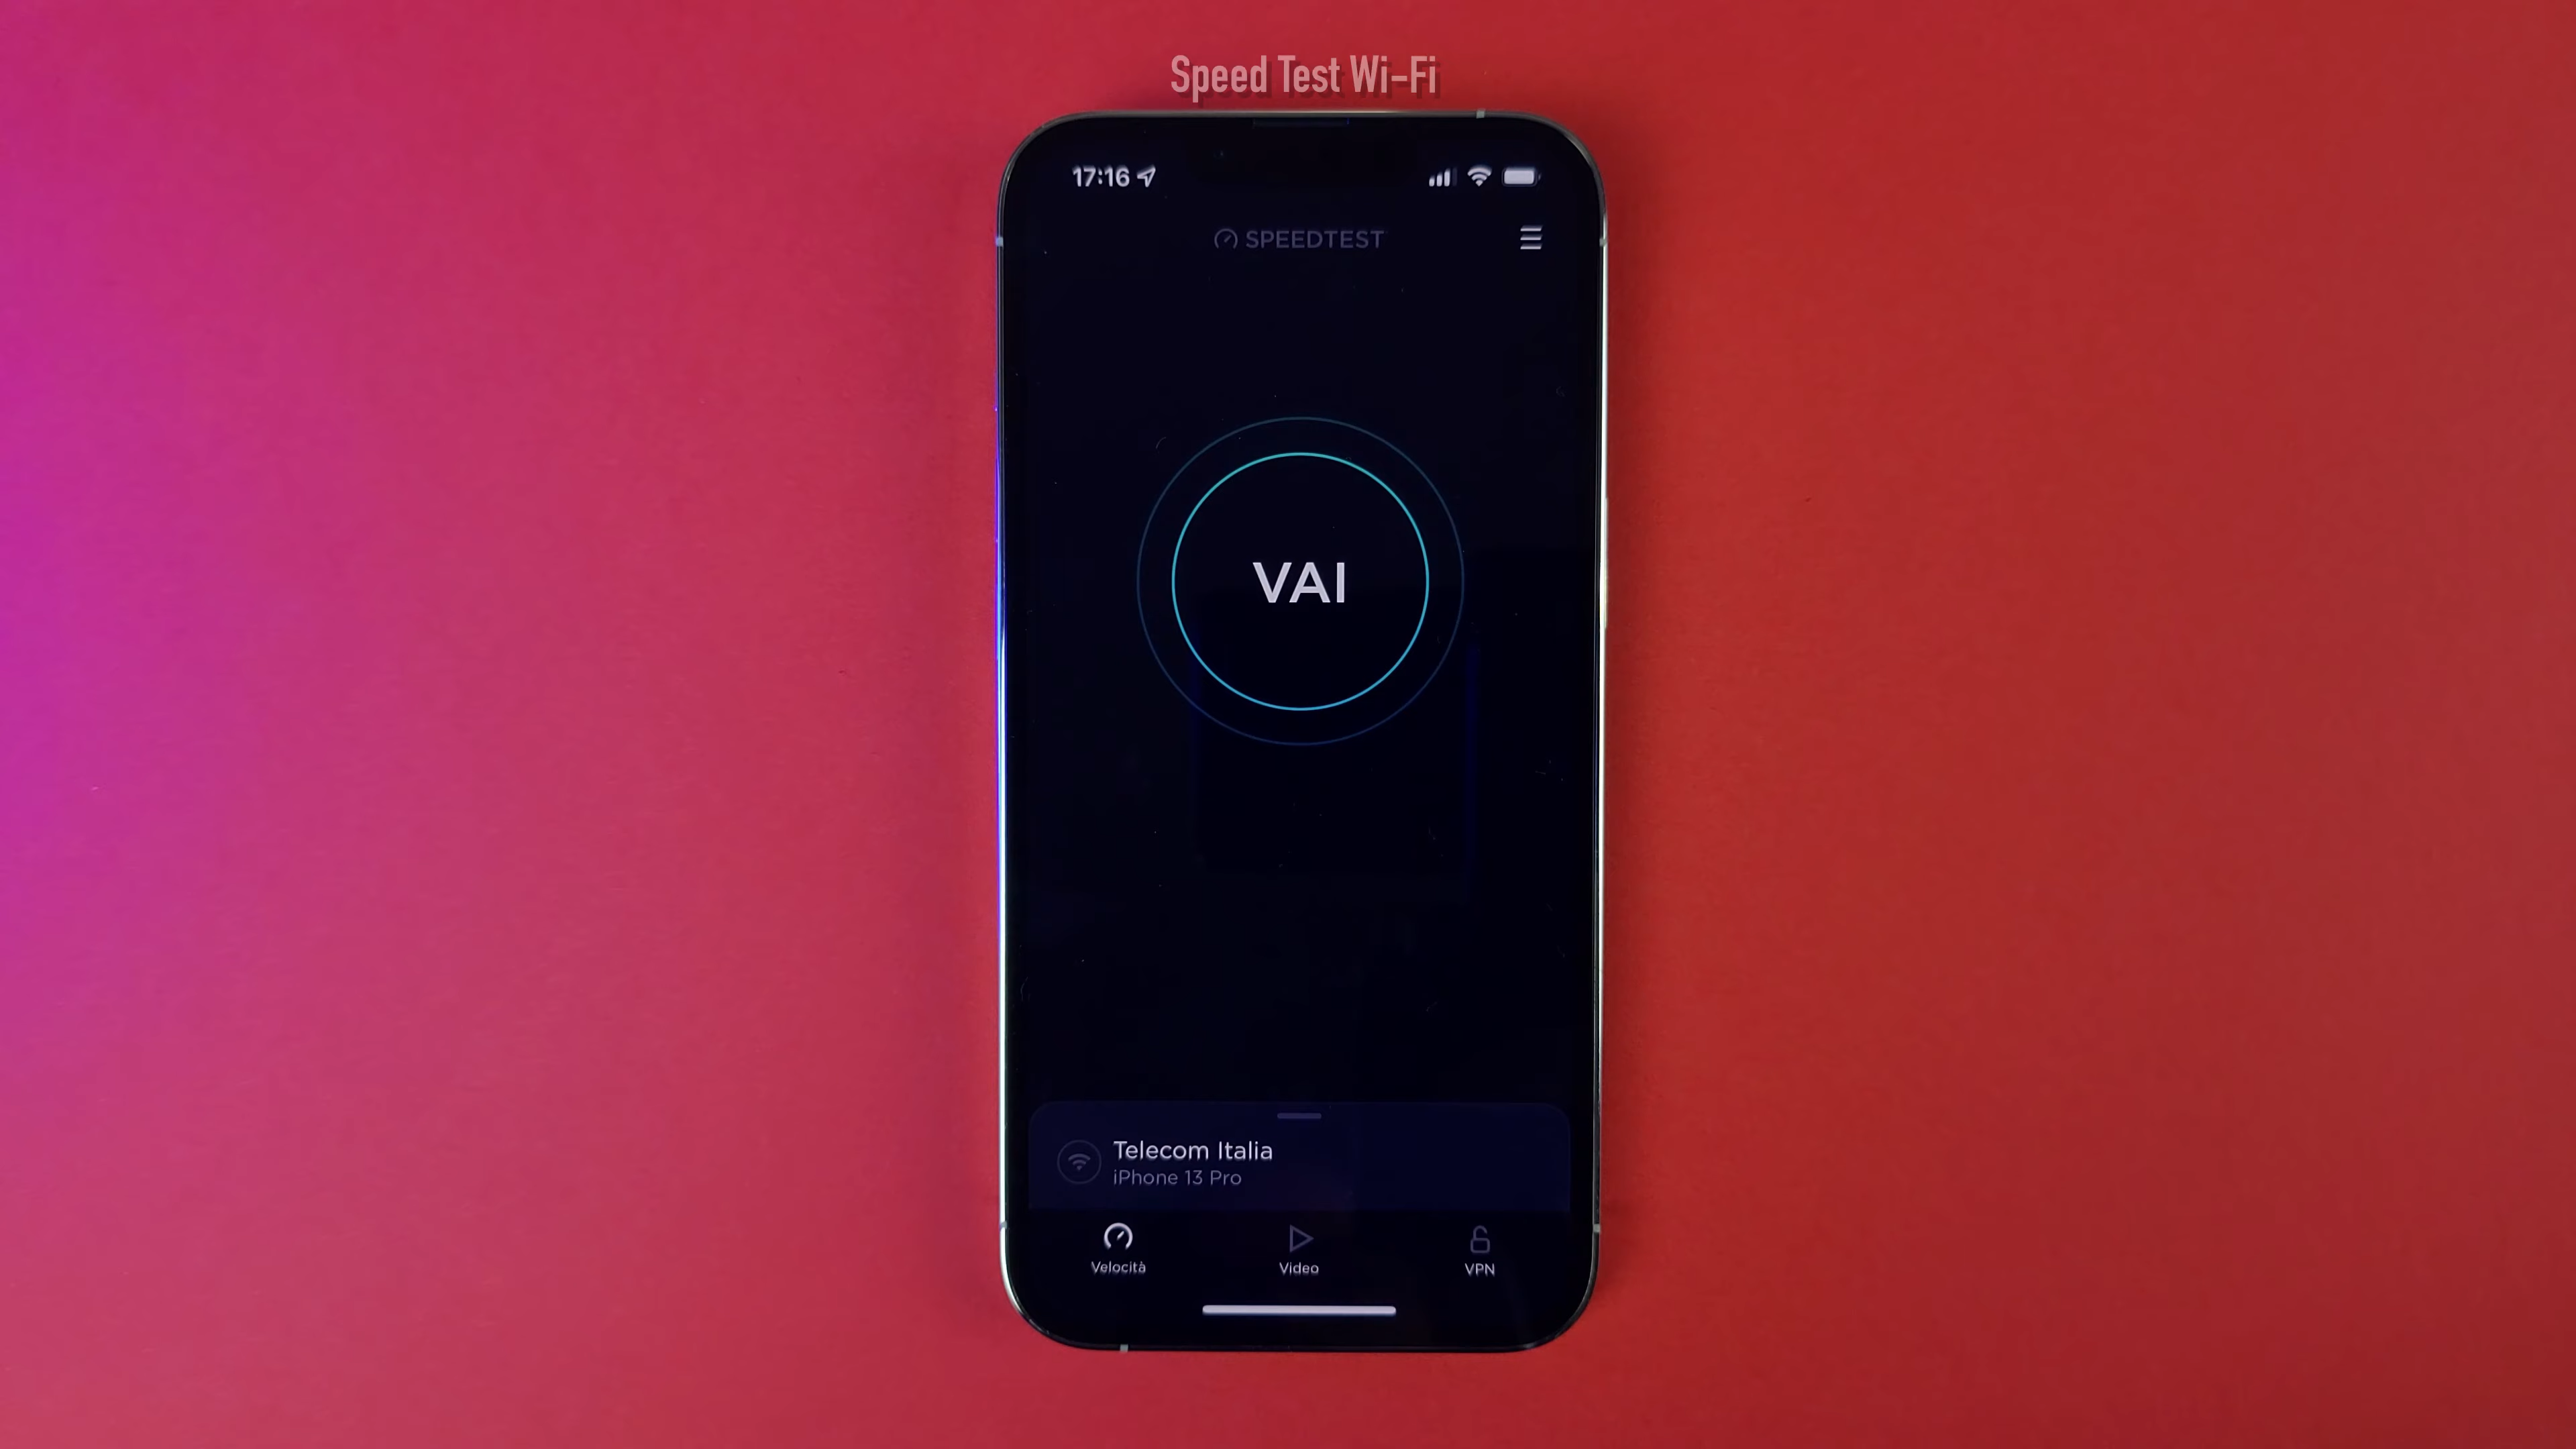 Speed Test Wi-Fi
17:16
SPEEDTEST
VAI
Telecom Italia
iPhone 13 Pro
Velocità
Video
VPN